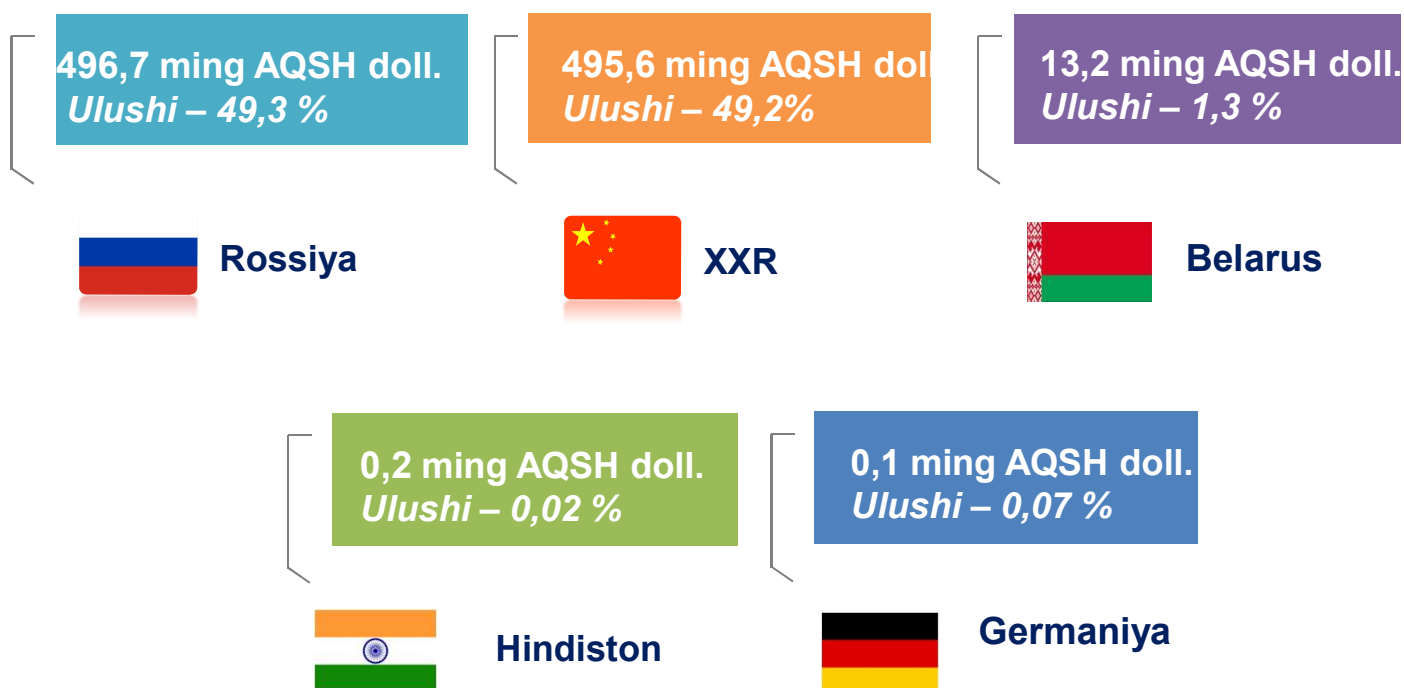 496,7 ming AQSH doll.
Ulushi – 49,3 %
495,6 ming AQSH doll
Ulushi – 49,2%
13,2 ming AQSH doll.
Ulushi – 1,3 %
Rossiya
XXR
Belarus
0,2 ming AQSH doll.
Ulushi – 0,02 %
0,1 ming AQSH doll.
Ulushi – 0,07 %
Hindiston
Germaniya